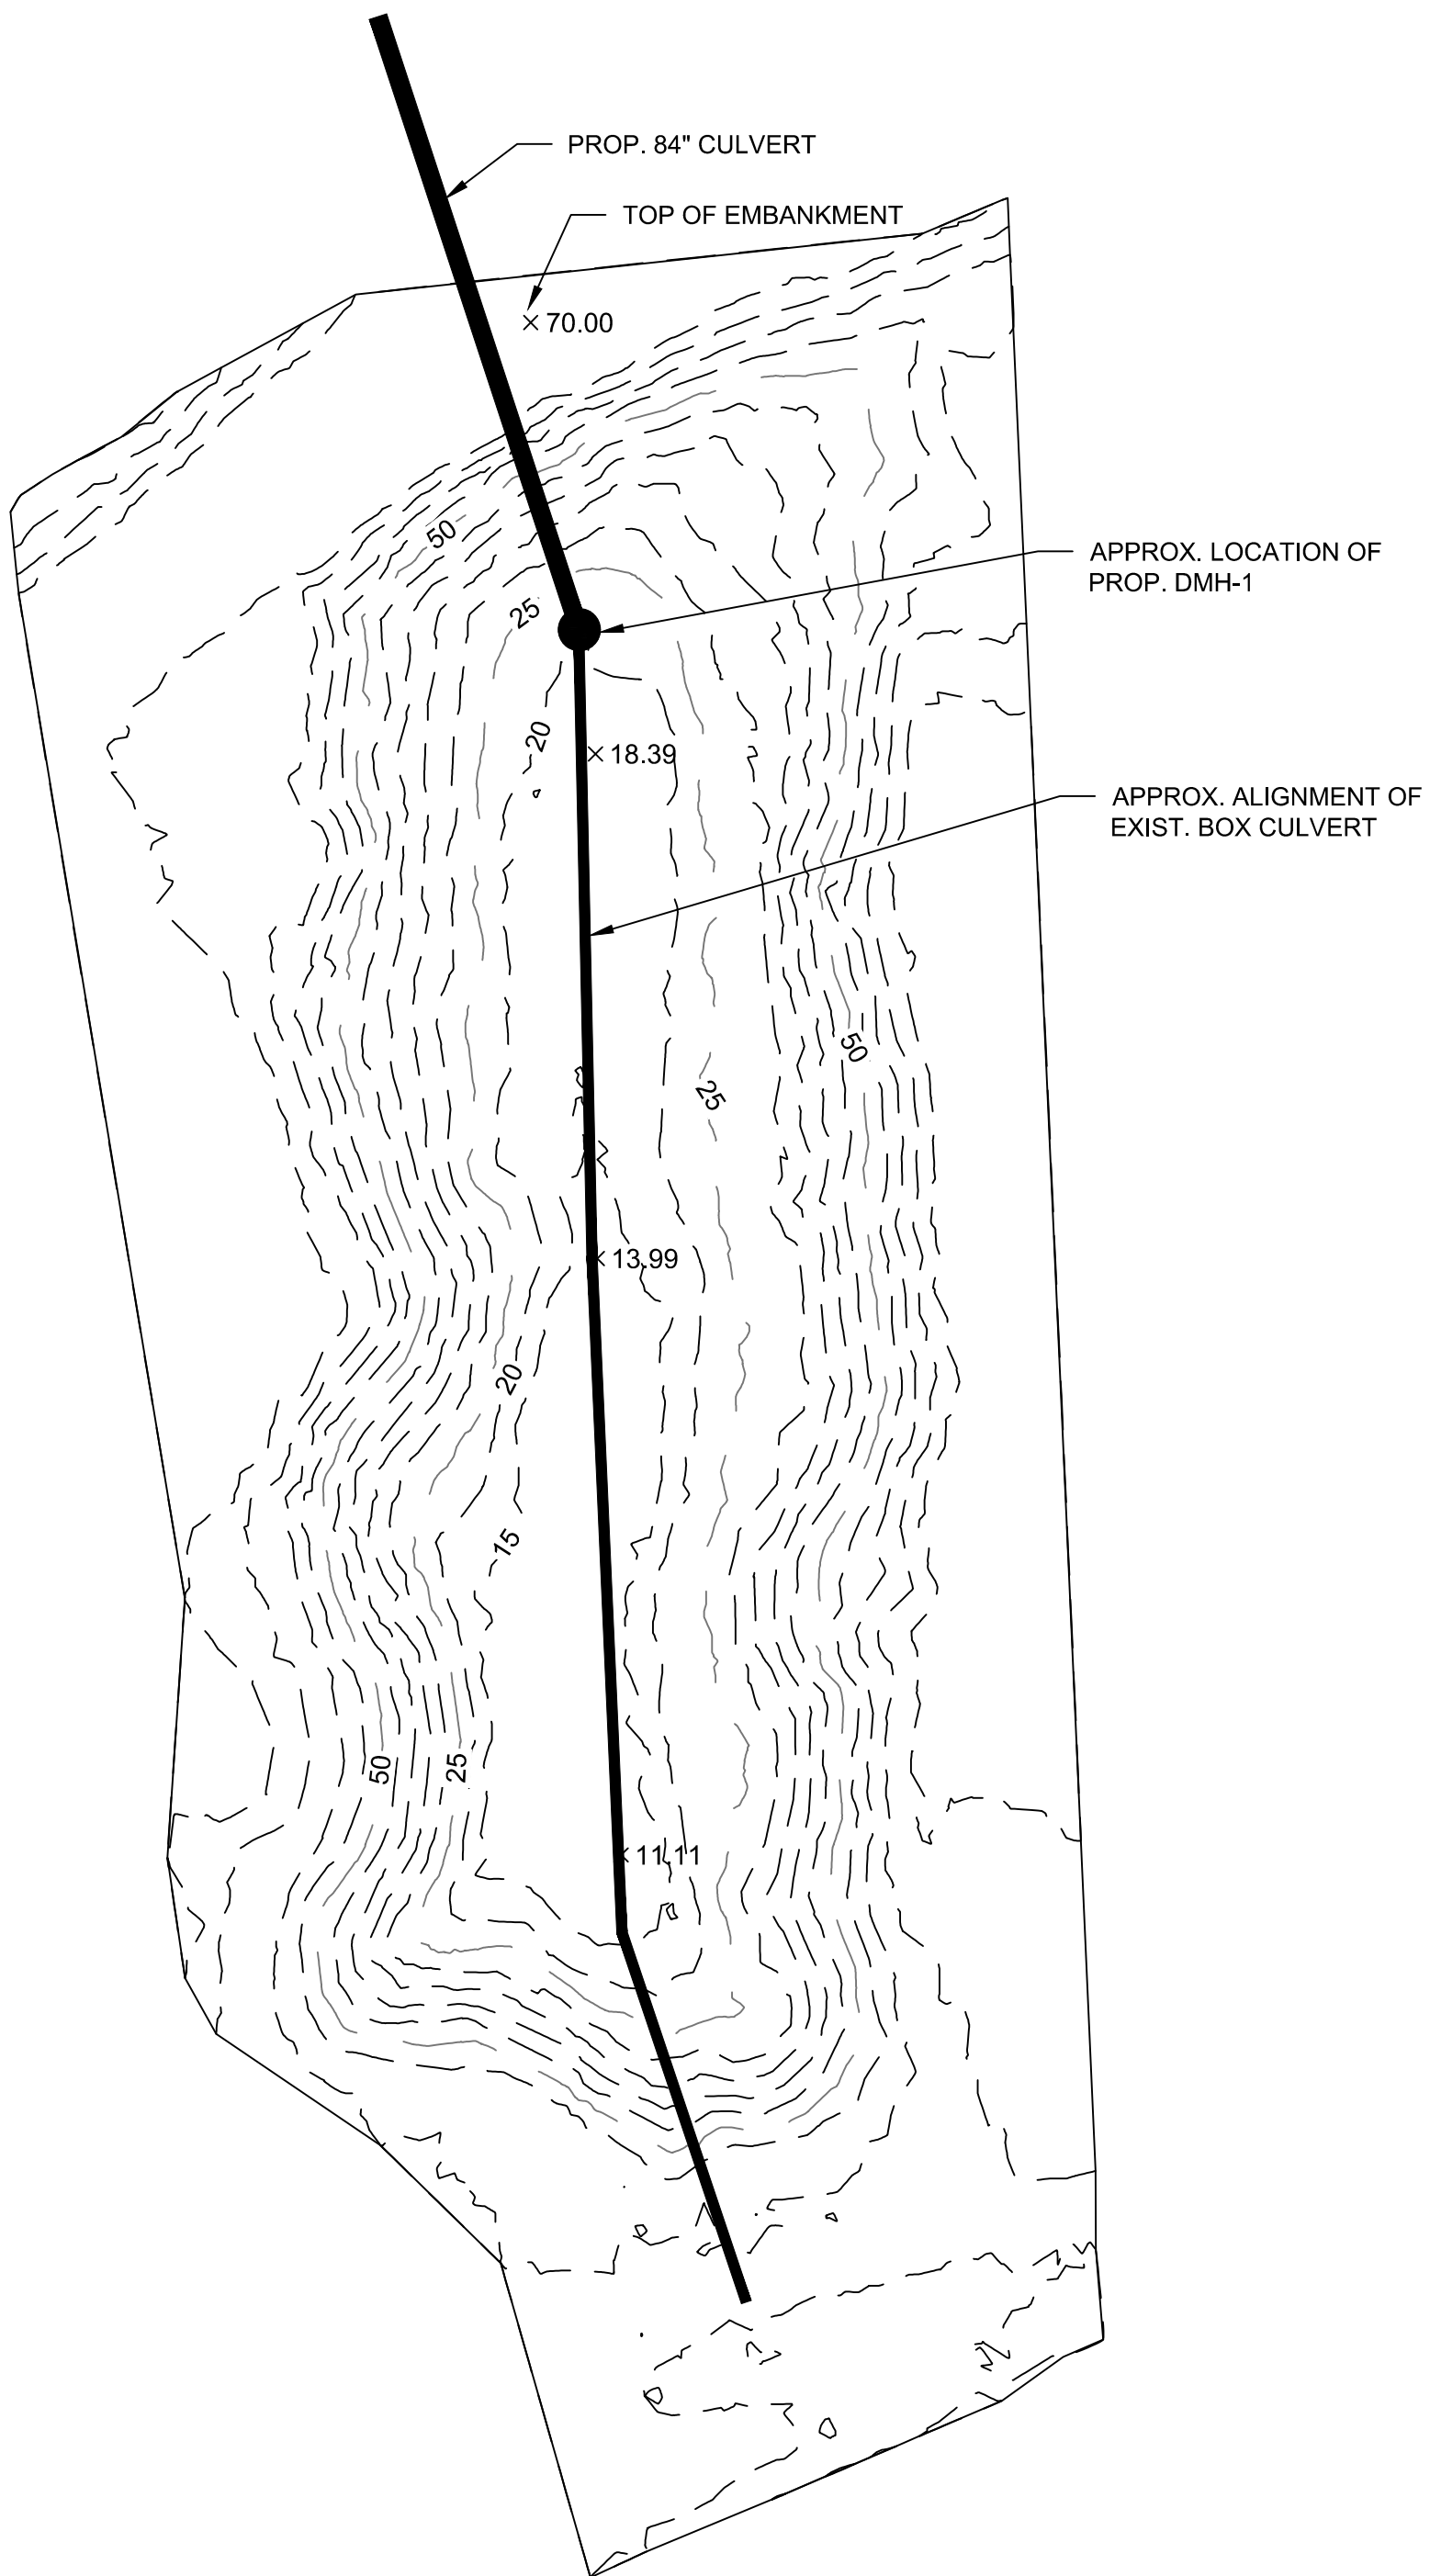 PROP. 84" CULVERT
TOP OF EMBANKMENT
70.00
50
APPROX. LOCATION OF
PROP. DMH-1
25
20
18.39
APPROX. ALIGNMENT OF
EXIST. BOX CULVERT
50
25
13.99
20
15
50
25
11.11